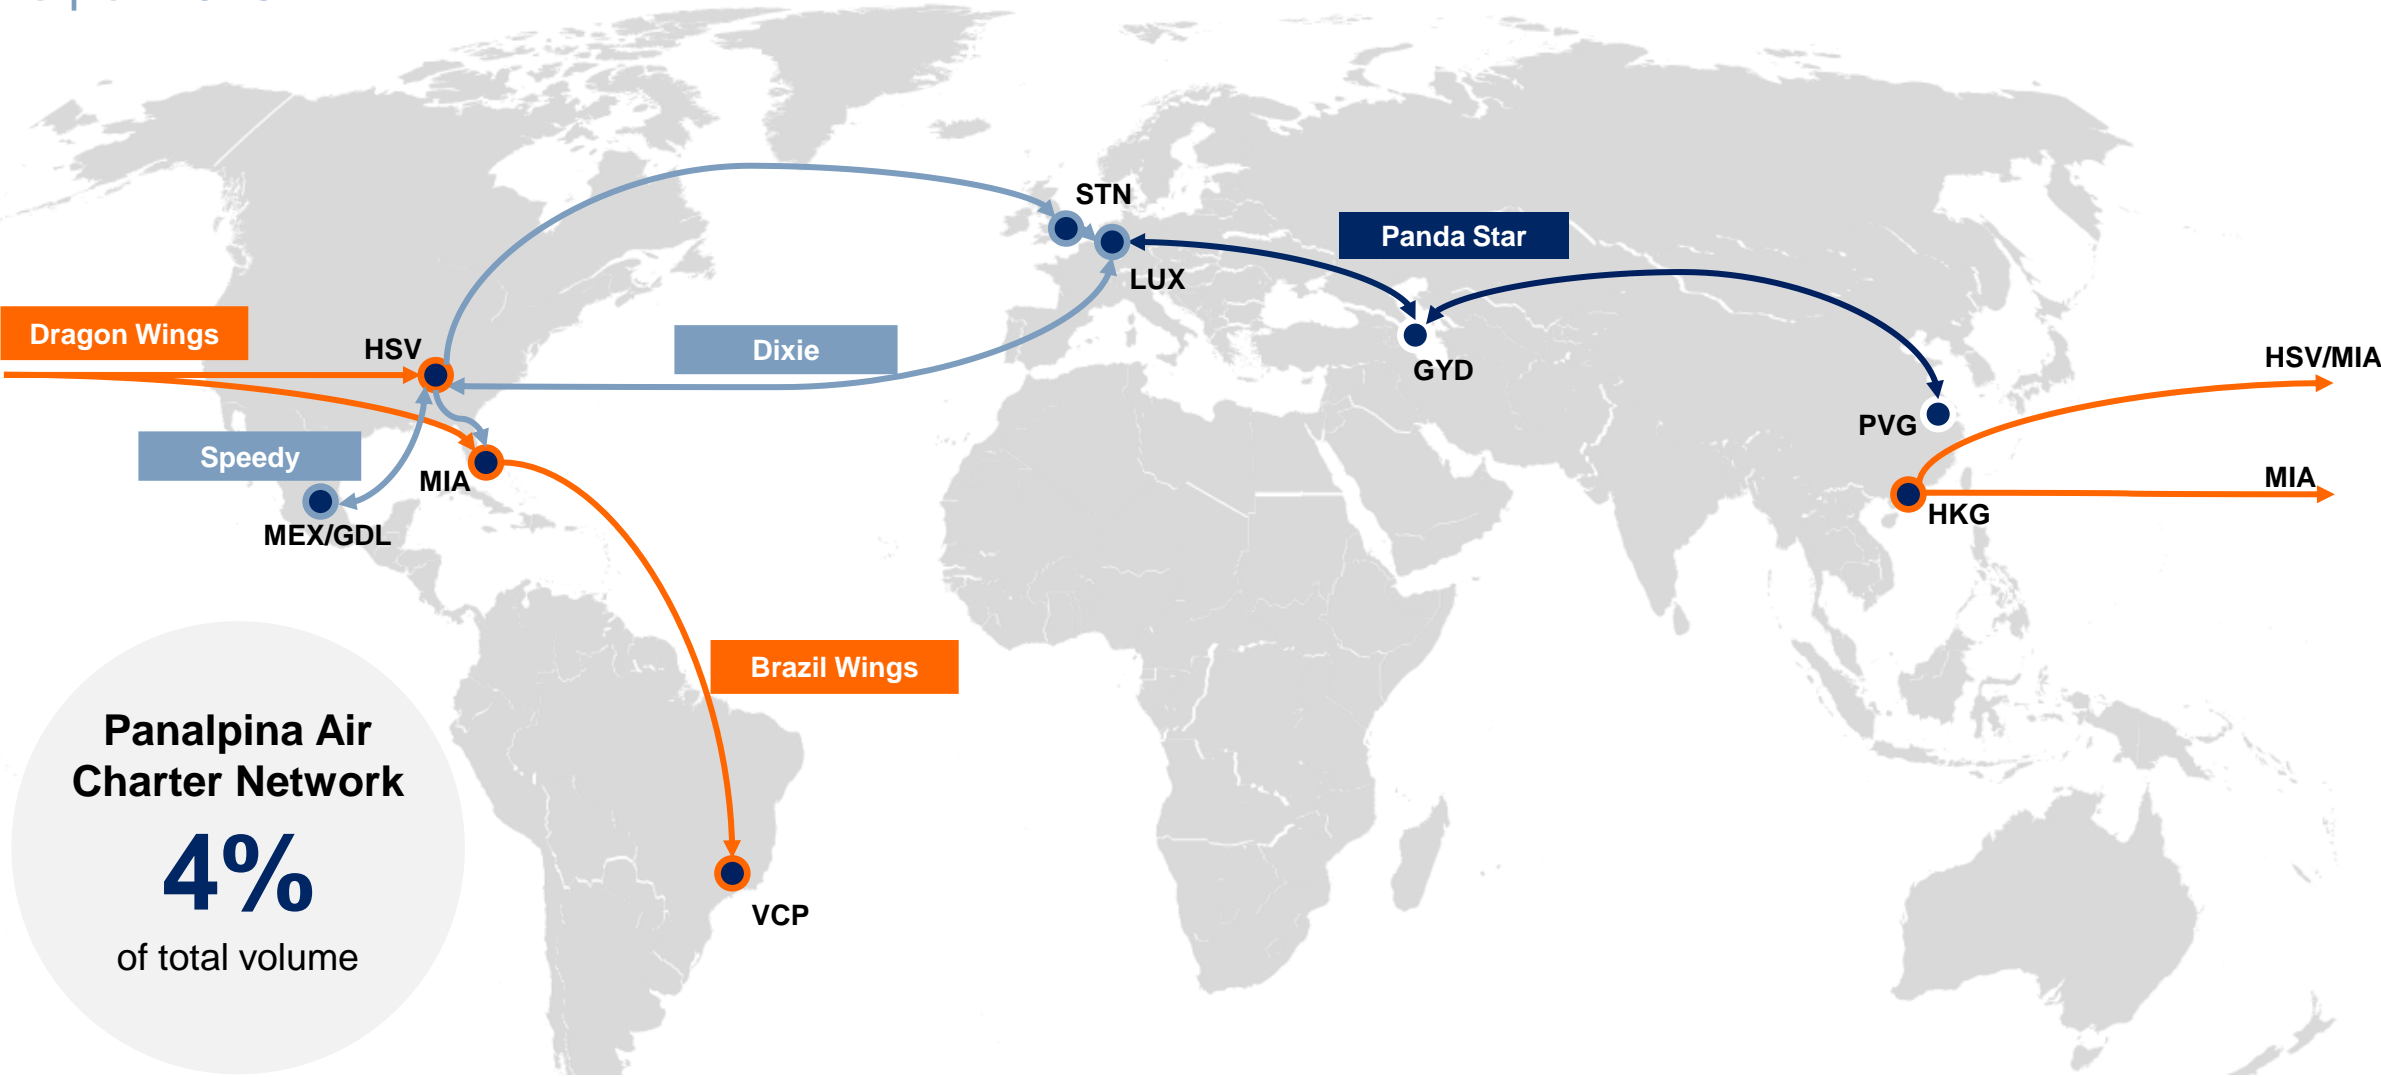 STN
Panda Star
LUX
Dragon Wings
HSV
Dixie
HSV/MIA
GYD
PVG
Speedy
MIA
MIA
HKG
MEX/GDL
Brazil Wings
Panalpina Air
Charter Network
4%
of total volume
VCP